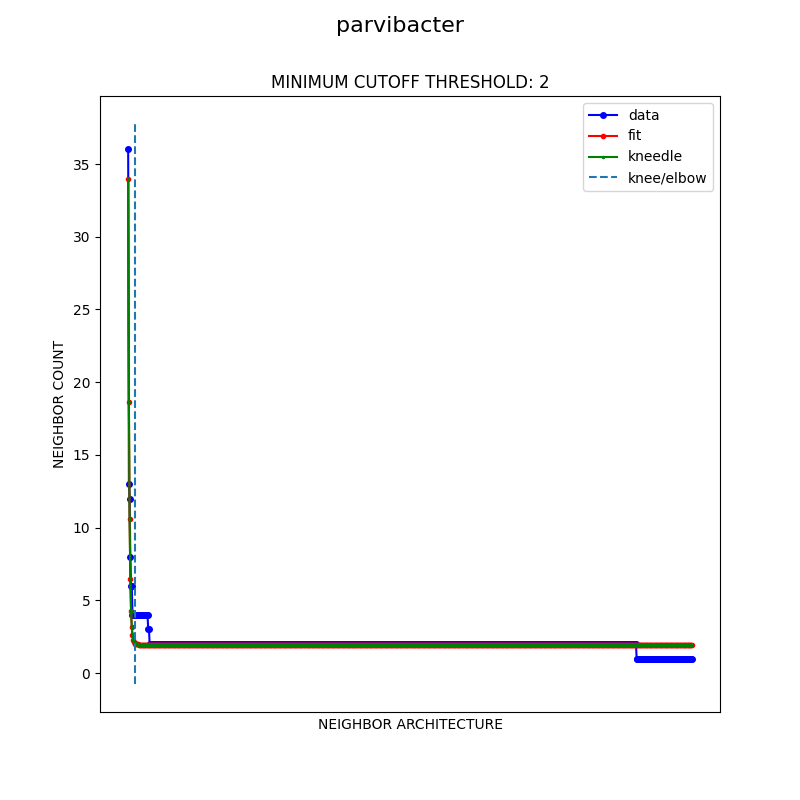 parvibacter
MINIMUM CUTOFF THRESHOLD: 2
data
fit
kneedle
knee/elbow
35
30
25
20
15
10
5
0
NEIGHBOR COUNT
NEIGHBOR ARCHITECTURE